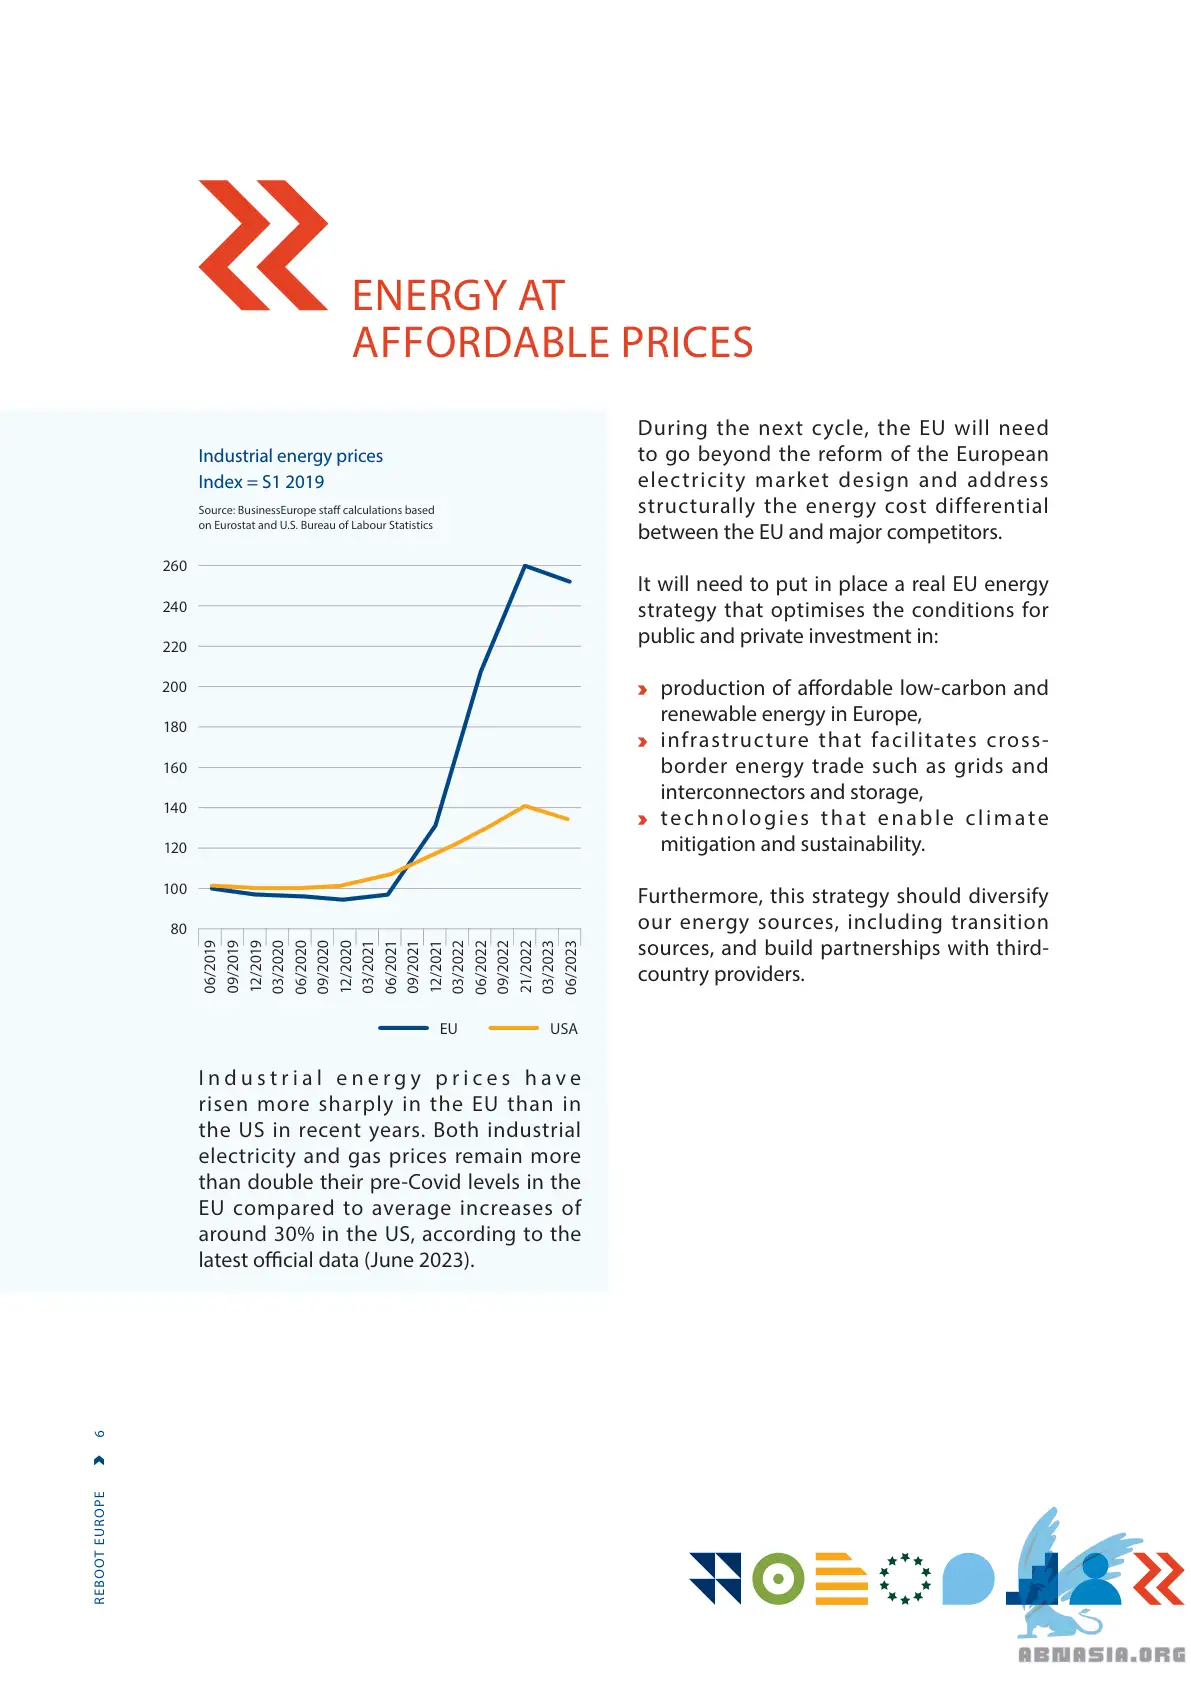 ENERGY AT
AFFORDABLE PRICES
Industrial energy prices
Index = S1 2019
Source: BusinessEurope staff calculations based
on Eurostat and U.S. Bureau of Labour Statistics
260
240
220
200
180
160
140
120
100
80
06/2019
09/2019
12/2019
03/2020
06/2020
09/2020
12/2020
03/2021
06/2021
09/2021
12/2021
03/2022
06/2022
09/2022
21/2022
03/2023
06/2023
EU
USA
Industrial energy prices have
risen more sharply in the EU than in
the US in recent years. Both industrial
electricity and gas prices remain more
than double their pre-Covid levels in the
EU compared to average increases of
around 30% in the US, according to the
latest official data (June 2023).
During the next cycle, the EU will need
to go beyond the reform of the European
electricity market design and address
structurally the energy cost differential
between the EU and major competitors.
It will need to put in place a real EU energy
strategy that optimises the conditions for
public and private investment in:
production of affordable low-carbon and
renewable energy in Europe,
infrastructure that facilitates cross-
border energy trade such as grids and
interconnectors and storage,
technologies that enable climate
mitigation and sustainability.
Furthermore, this strategy should diversify
our energy sources, including transition
sources, and build partnerships with third-
country providers.
REBOOT EUROPE 6
ABNASIA.ORG